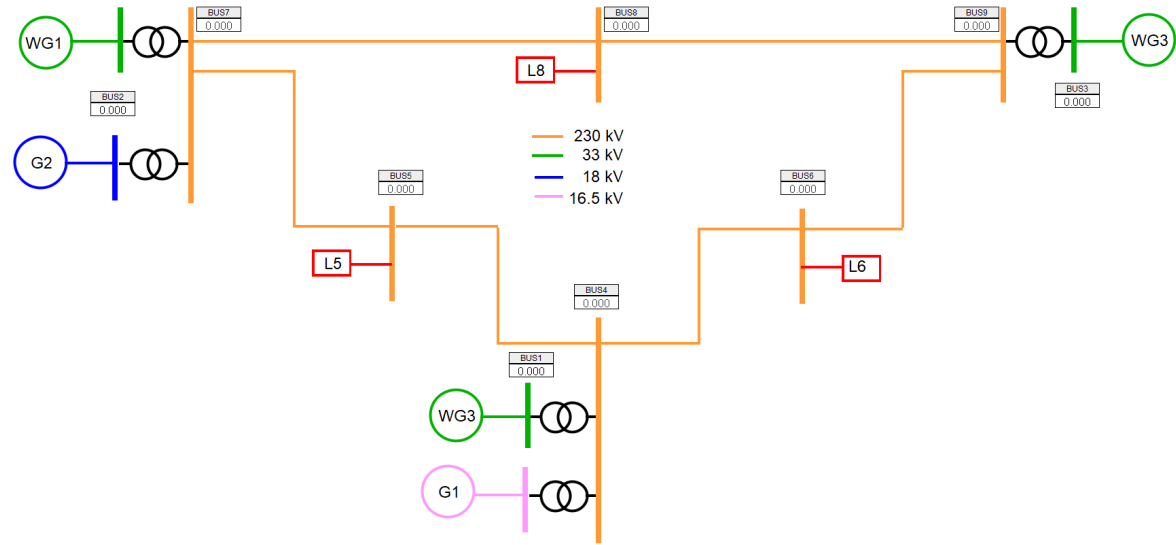 BUS7
0.000
BUS8
0.000
BUS9
0.000
WG1
WG3
L8
BUS2
0.000
BUS3
0.000
230 kV
33 kV
18 kV
16.5 kV
G2
BUS5
0.000
BUS6
0.000
L5
L6
BUS4
0.000
BUS1
0.000
WG3
G1